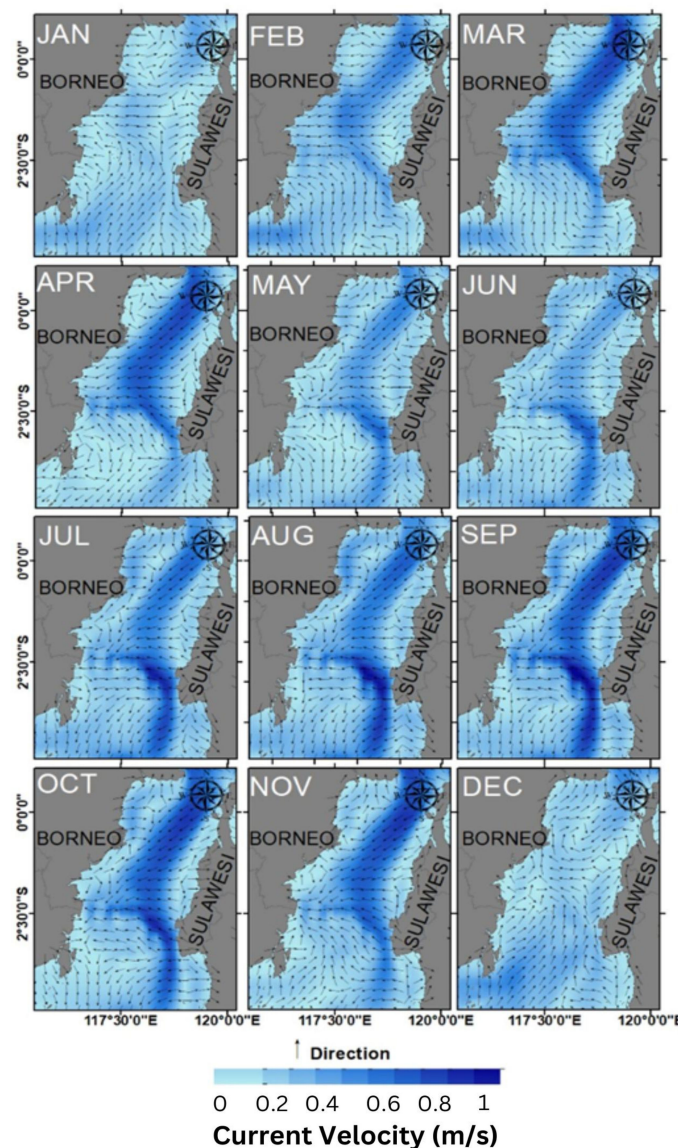 JAN
FEB
MAR
0°0'0"
BORNEO
BORNEO
BORNEO
SULAWESI
SULAWESI
SULAWESI
2°30'0"S
APR
MAY
JUN
0°0'0"
BORNEO
BORNEO
BORNEO
SULAWESI
SULAWESI
SULAWESI
2°30'0"S
JUL
AUG
SEP
0°0'0"
BORNEO
BORNEO
BORNEO
SULAWESI
SULAWESI
SULAWESI
2°30'0"S
OCT
NOV
DEC
0°0'0"
BORNEO
BORNEO
BORNEO
SULAWESI
SULAWESI
SULAWESI
2°30'0"S
117°30'0"E 120°0'0"E 117°30'0"E 120°0'0"E 117°30'0"E 120°0'0"E
Direction
0 0.2 0.4 0.6 0.8 1
Current Velocity (m/s)